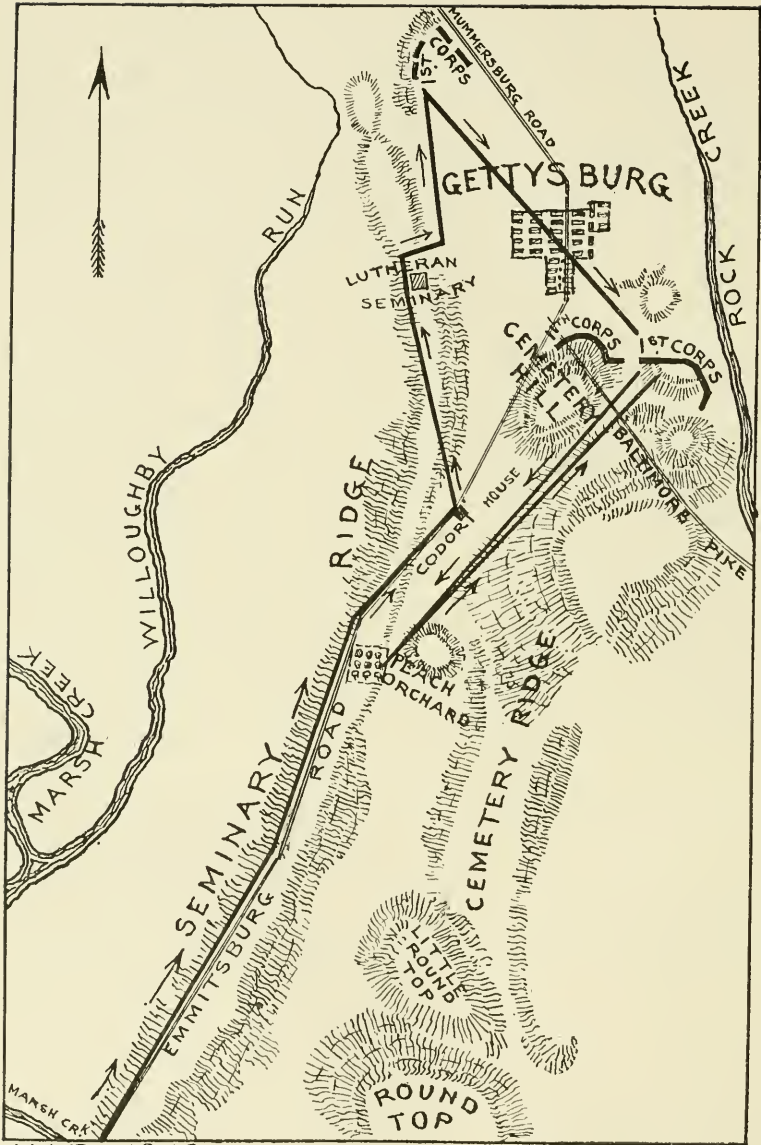 1ST. CORPS
MUMMERSBURG ROAD
ROCK CREEK
GETTYSBURG
WILLOUGHBY RUN
LUTHERAN
SEMINARY
11TH CORPS
1ST CORPS
CEMETERY
HILL
BALTIMORE PIKE
CODORI HOUSE
SEMINARY RIDGE
PEACH
ORCHARD
EMMITSBURG ROAD
CEMETERY RIDGE
MARSH CREEK
LITTLE
ROUND
TOP
ROUND
TOP
MARSH CRK.